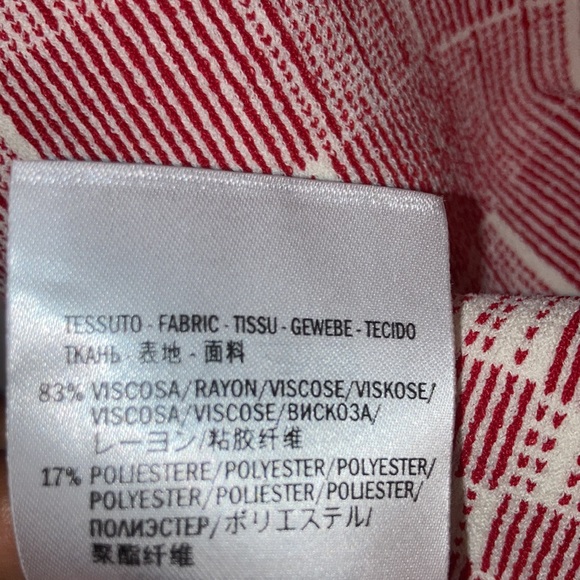 TESSUTO - FABRIC - TISSU - GEWEBE - TECIDO
ТКАНЬ - 表地 - 面料
83% VISCOSA/RAYON/VISCOSE/VISKOSE/
VISCOSA/VISCOSE/ВИСКОЗА/
レーヨン/粘胶纤维
17% POLIESTERE/POLYESTER/POLYESTER/
POLYESTER/POLIESTER/POLIESTER/
ПОЛИЭСТЕР/ポリエステル/
聚酯纤维